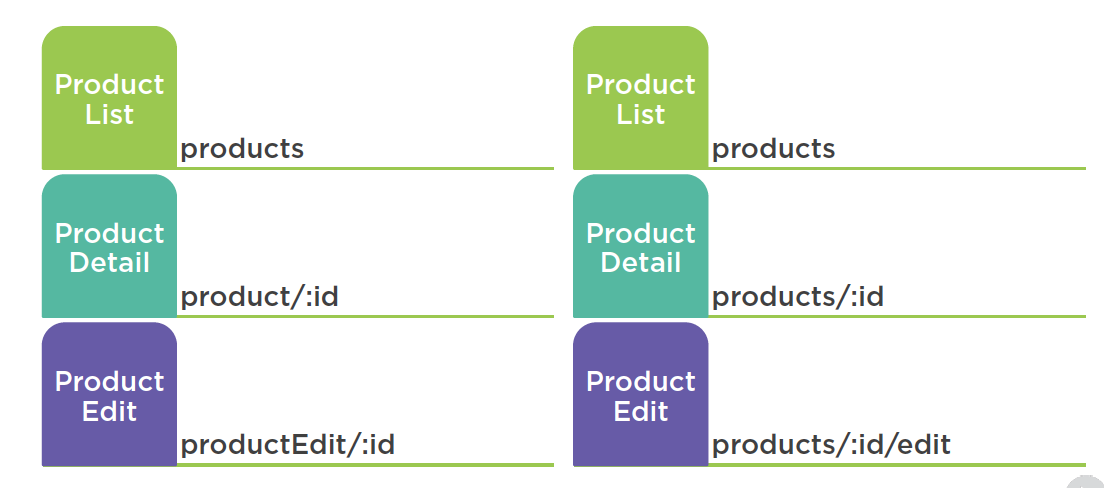 Product
List
products
Product
Detail
product/:id
Product
Edit
productEdit/:id
Product
List
products
Product
Detail
products/:id
Product
Edit
products/:id/edit